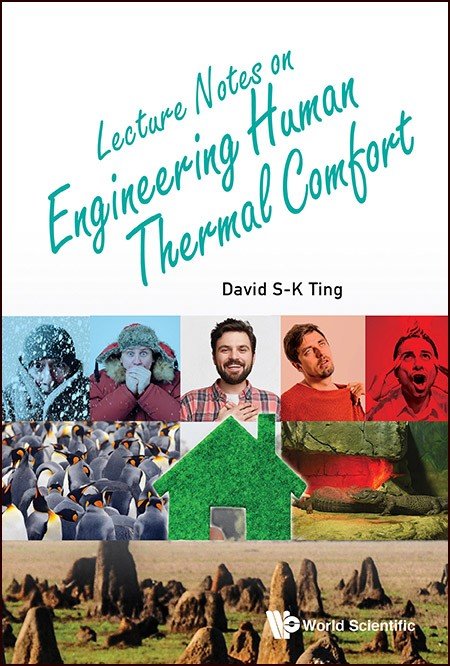 Lecture Notes on
Engineering Human
Thermal Comfort
David S-K Ting
World Scientific